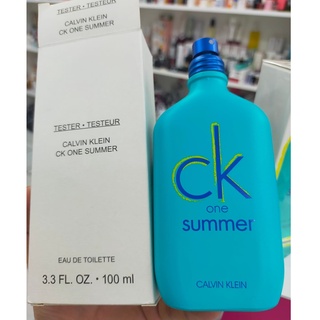 TESTER • TESTEUR
CALVIN KLEIN
CK ONE SUMMER
TESTER • TESTEUR
CALVIN KLEIN
CK ONE SUMMER
EAU DE TOILETTE
3.3 FL. OZ. • 100 ml
ck
one
summer
CALVIN KLEIN